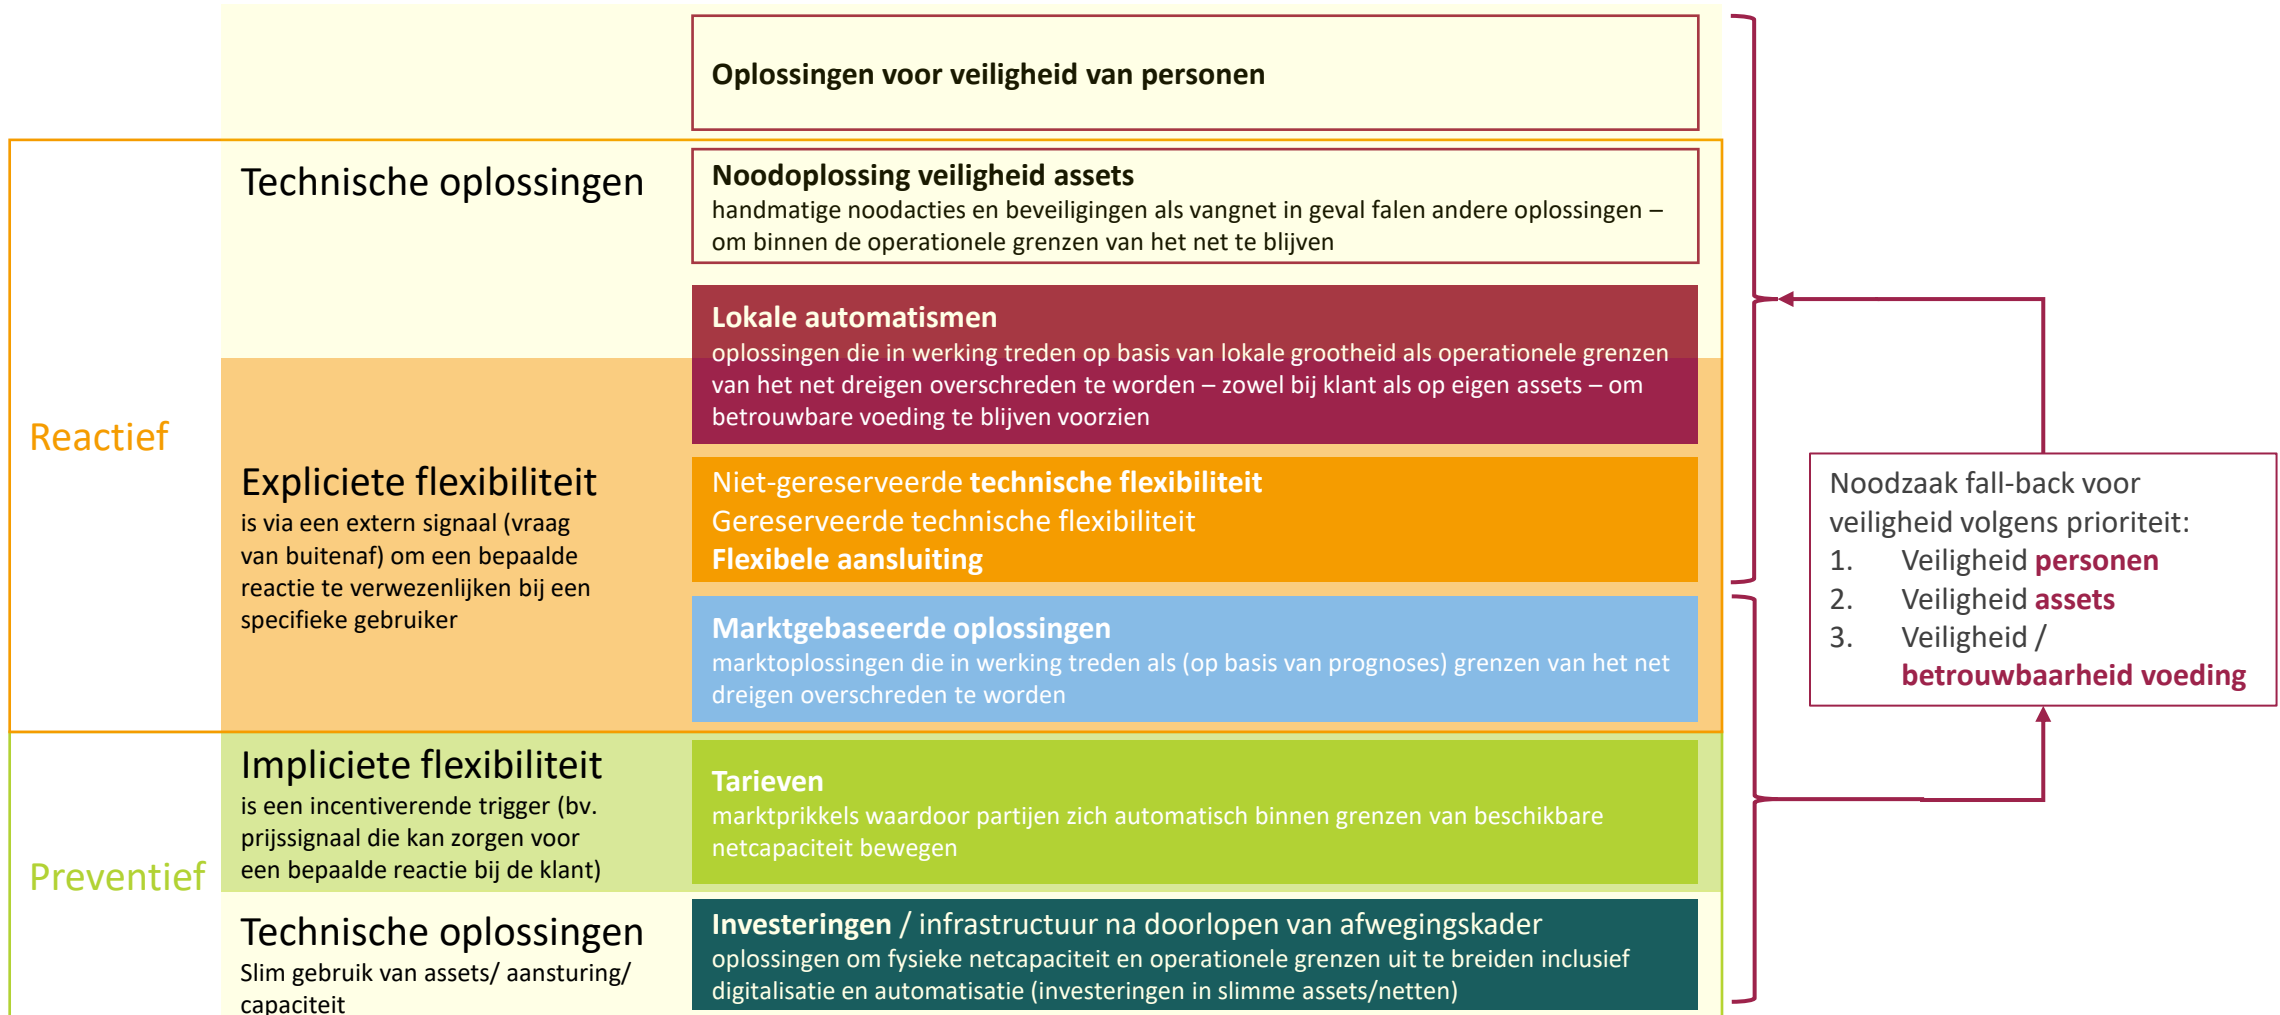 Oplossingen voor veiligheid van personen
Reactief
Technische oplossingen
Noodoplossing veiligheid assets
handmatige noodacties en beveiligingen als vangnet in geval falen andere oplossingen –
om binnen de operationele grenzen van het net te blijven
Lokale automatismen
oplossingen die in werking treden op basis van lokale grootheid als operationele grenzen
van het net dreigen overschreden te worden – zowel bij klant als op eigen assets – om
betrouwbare voeding te blijven voorzien
Expliciete flexibiliteit
is via een extern signaal (vraag
van buitenaf) om een bepaalde
reactie te verwezenlijken bij een
specifieke gebruiker
Niet-gereserveerde technische flexibiliteit
Gereserveerde technische flexibiliteit
Flexibele aansluiting
Marktgebaseerde oplossingen
marktoplossingen die in werking treden als (op basis van prognoses) grenzen van het net
dreigen overschreden te worden
Preventief
Impliciete flexibiliteit
is een incentiverende trigger (bv.
prijssignaal die kan zorgen voor
een bepaalde reactie bij de klant)
Tarieven
marktprikkels waardoor partijen zich automatisch binnen grenzen van beschikbare
netcapaciteit bewegen
Technische oplossingen
Slim gebruik van assets/ aansturing/
capaciteit
Investeringen / infrastructuur na doorlopen van afwegingskader
oplossingen om fysieke netcapaciteit en operationele grenzen uit te breiden inclusief
digitalisatie en automatisatie (investeringen in slimme assets/netten)
Noodzaak fall-back voor
veiligheid volgens prioriteit:
1. Veiligheid personen
2. Veiligheid assets
3. Veiligheid /
betrouwbaarheid voeding